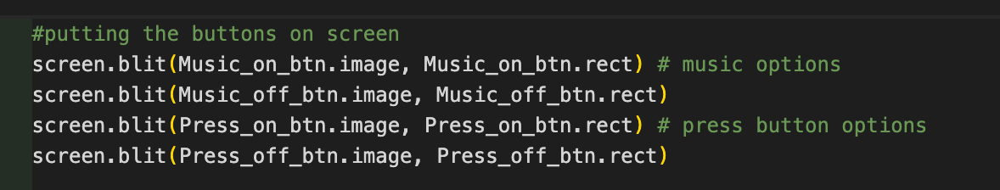 #putting the buttons on screen
screen.blit(Music_on_btn.image, Music_on_btn.rect) # music options
screen.blit(Music_off_btn.image, Music_off_btn.rect)
screen.blit(Press_on_btn.image, Press_on_btn.rect) # press button options
screen.blit(Press_off_btn.image, Press_off_btn.rect)